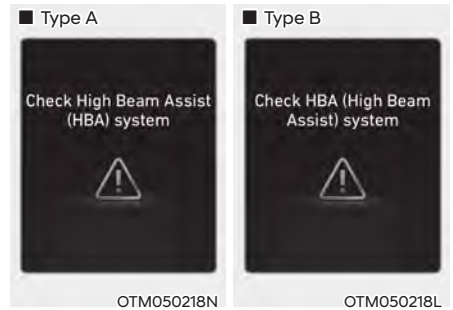 ■ Type A
Check High Beam Assist
(HBA) system
OTM050218N
■ Type B
Check HBA (High Beam
Assist) system
OTM050218L